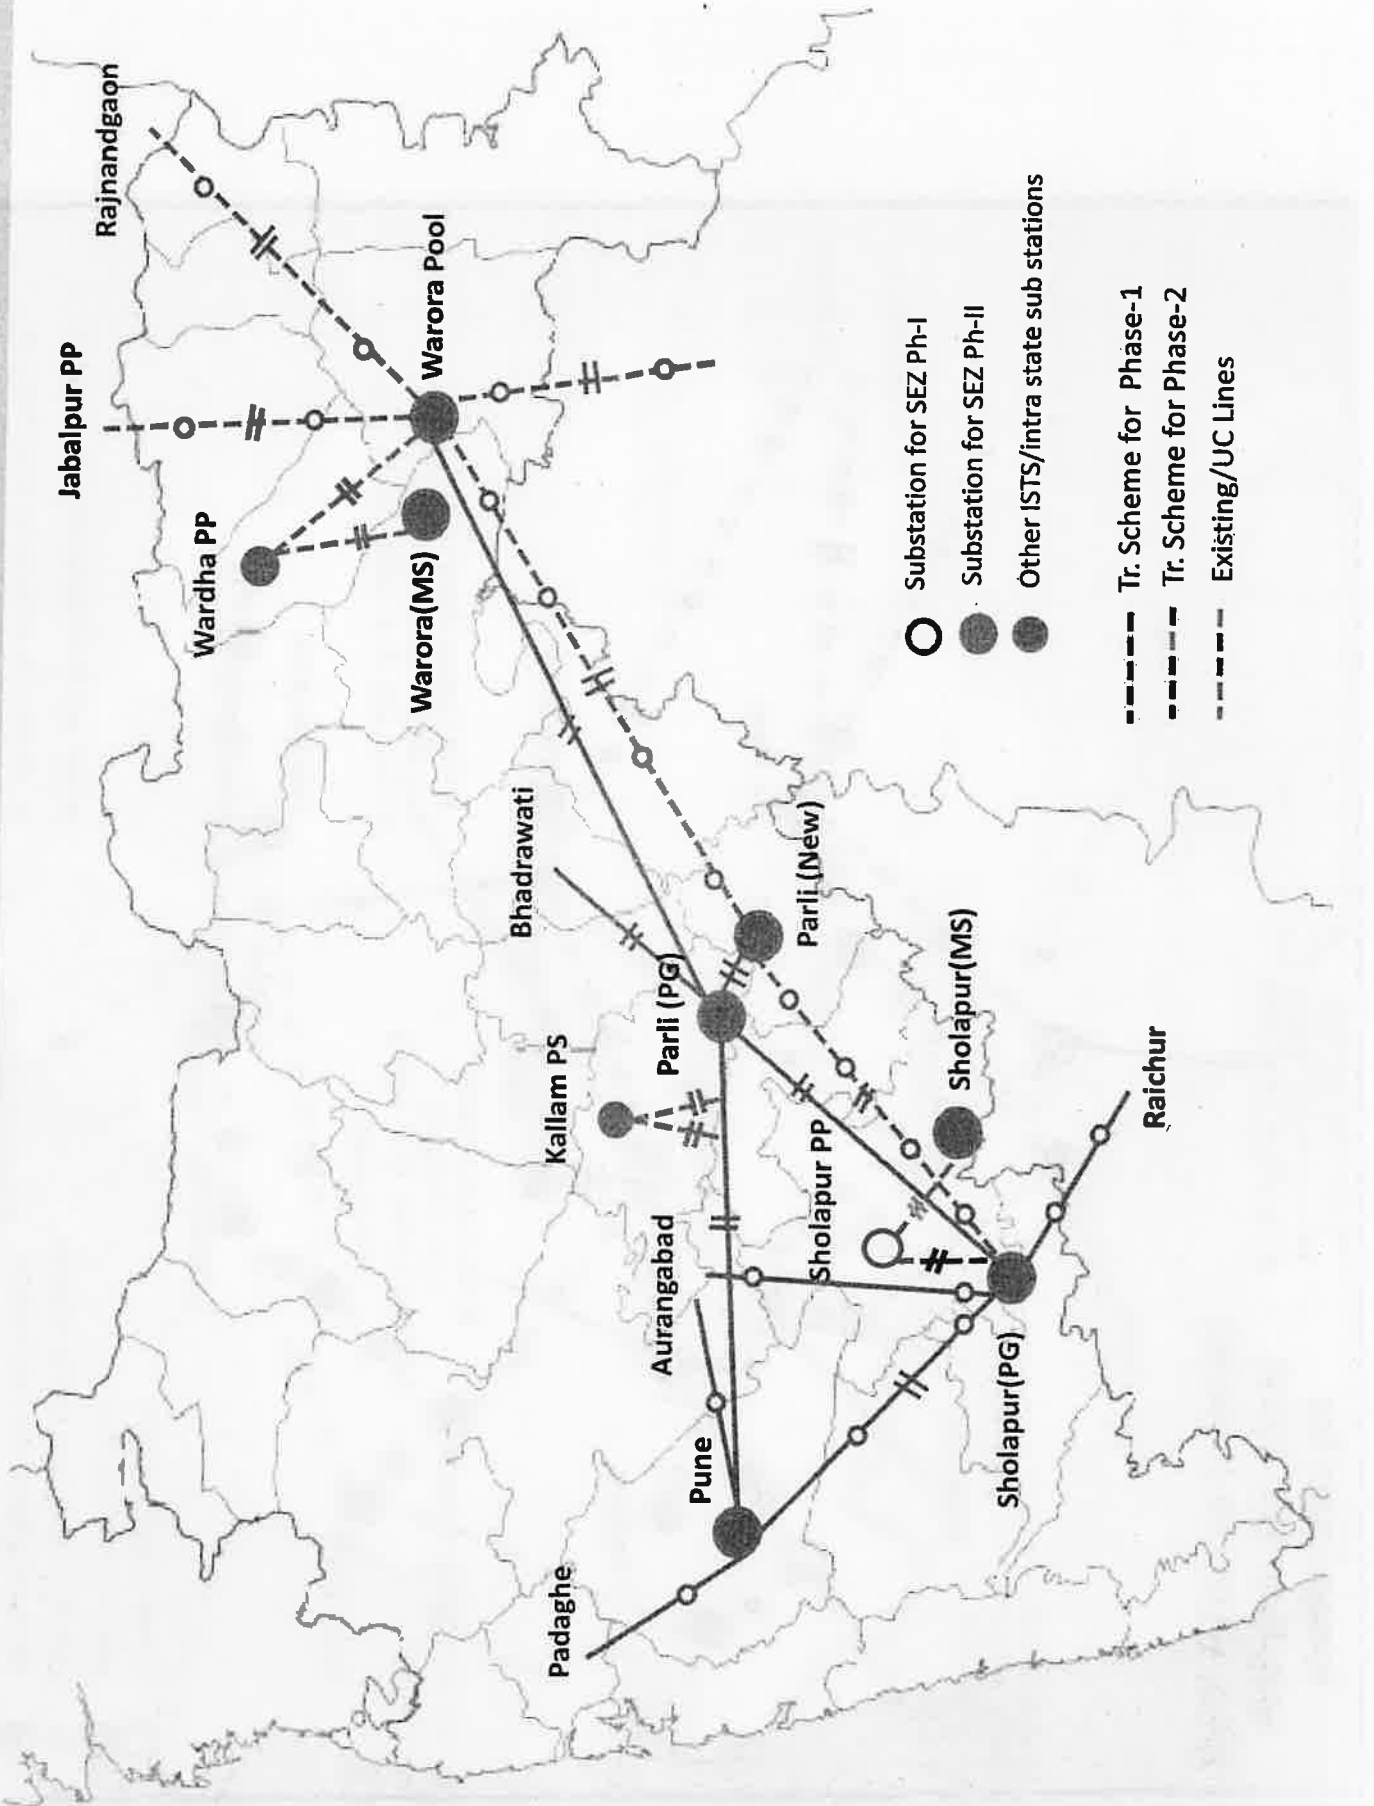 Rajnandgaon
Jabalpur PP
Warora Pool
Wardha PP
Warora(MS)
Bhadrawati
Parli (PG)
Parli (New)
Kallam PS
Sholapur(MS)
Raichur
Sholapur PP
Aurangabad
Sholapur(PG)
Pune
Padaghe
Substation for SEZ Ph-I
Substation for SEZ Ph-II
Other ISTS/intra state sub stations
Tr. Scheme for Phase-1
Tr. Scheme for Phase-2
Existing/UC Lines